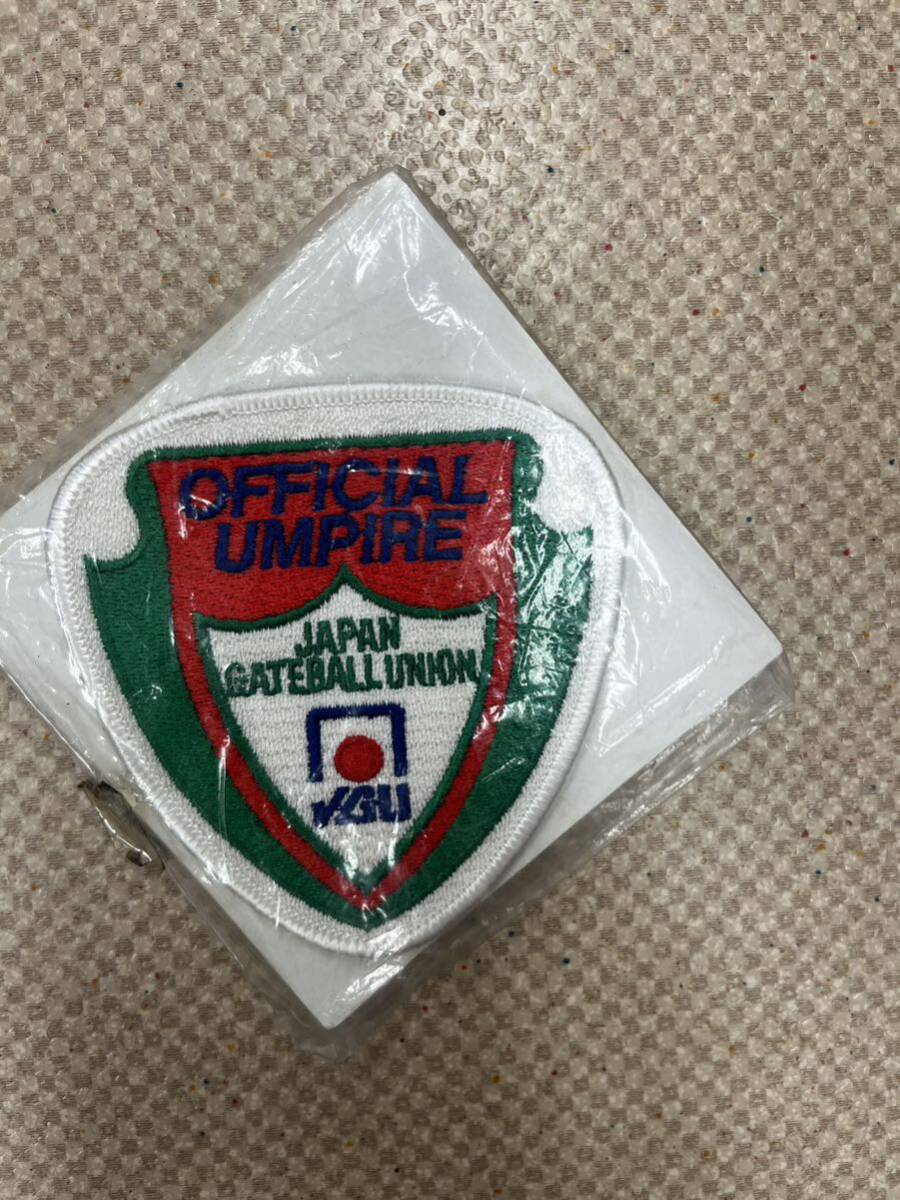 OFFICIAL
UMPIRE
JAPAN
GATEBALL UNION
JGU